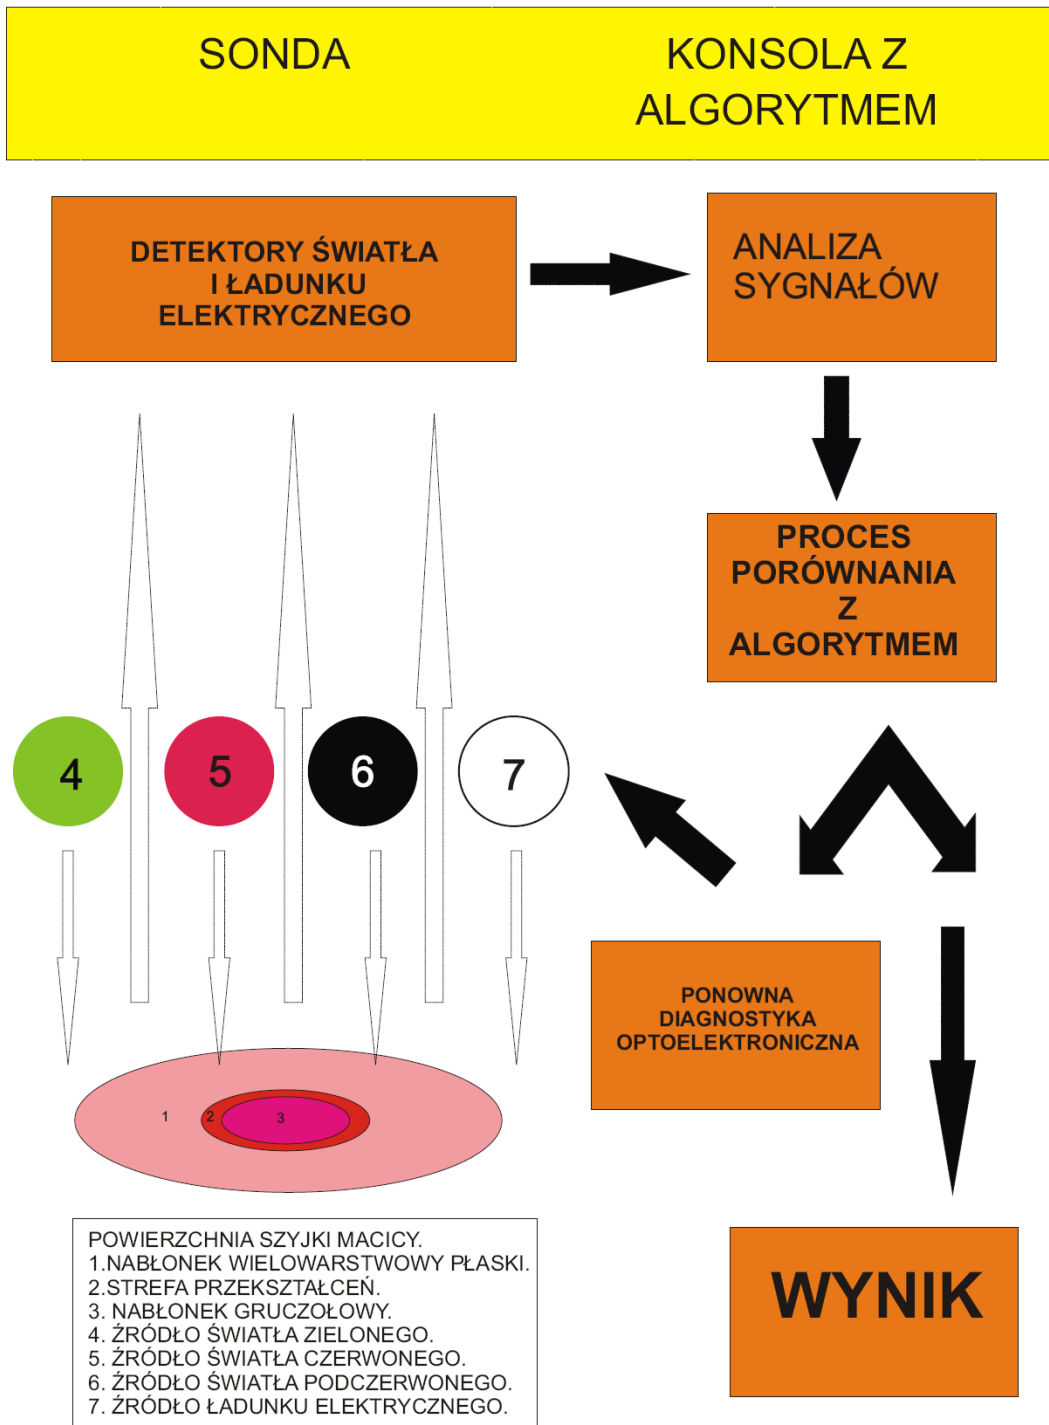 SONDA
KONSOLA Z
ALGORYTMEM
DETEKTORY ŚWIATŁA
I ŁADUNKU
ELEKTRYCZNEGO
ANALIZA
SYGNAŁÓW
PROCES
PORÓWNANIA
Z
ALGORYTMEM
4
5
6
7
PONOWNA
DIAGNOSTYKA
OPTOELEKTRONICZNA
1
2
3
POWIERZCHNIA SZYJKI MACICY.
1.NABŁONEK WIELOWARSTWOWY PŁASKI.
2.STREFA PRZEKSZTAŁCEŃ.
3. NABŁONEK GRUCZOŁOWY.
4. ŹRÓDŁO ŚWIATŁA ZIELONEGO.
5. ŹRÓDŁO ŚWIATŁA CZERWONEGO.
6. ŹRÓDŁO ŚWIATŁA PODCZERWONEGO.
7. ŹRÓDŁO ŁADUNKU ELEKTRYCZNEGO.
WYNIK